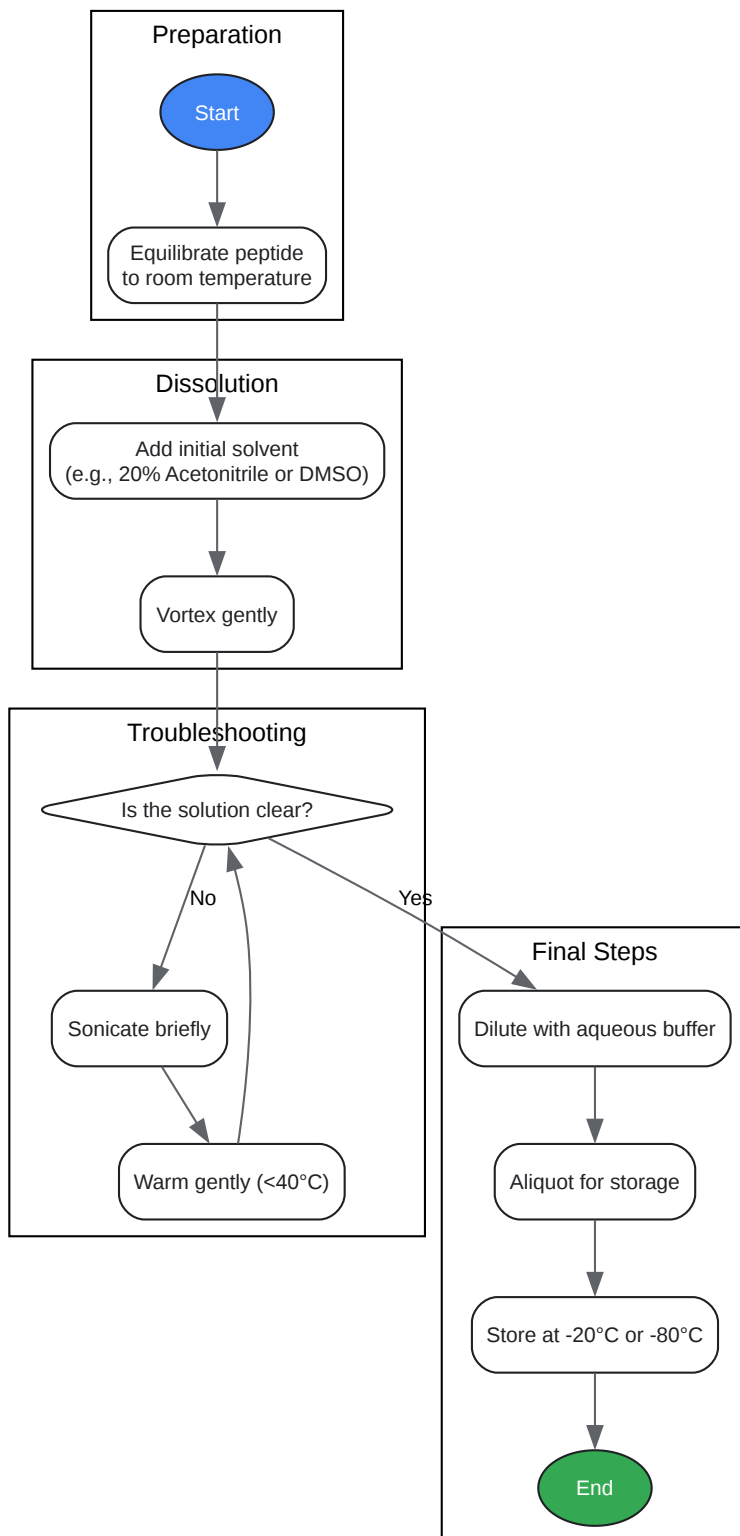 Preparation
Start
Equilibrate peptide
to room temperature
Dissolution
Add initial solvent
(e.g., 20% Acetonitrile or DMSO)
Vortex gently
Troubleshooting
Is the solution clear?
No
Yes
Sonicate briefly
Warm gently (<40°C)
Final Steps
Dilute with aqueous buffer
Aliquot for storage
Store at -20°C or -80°C
End